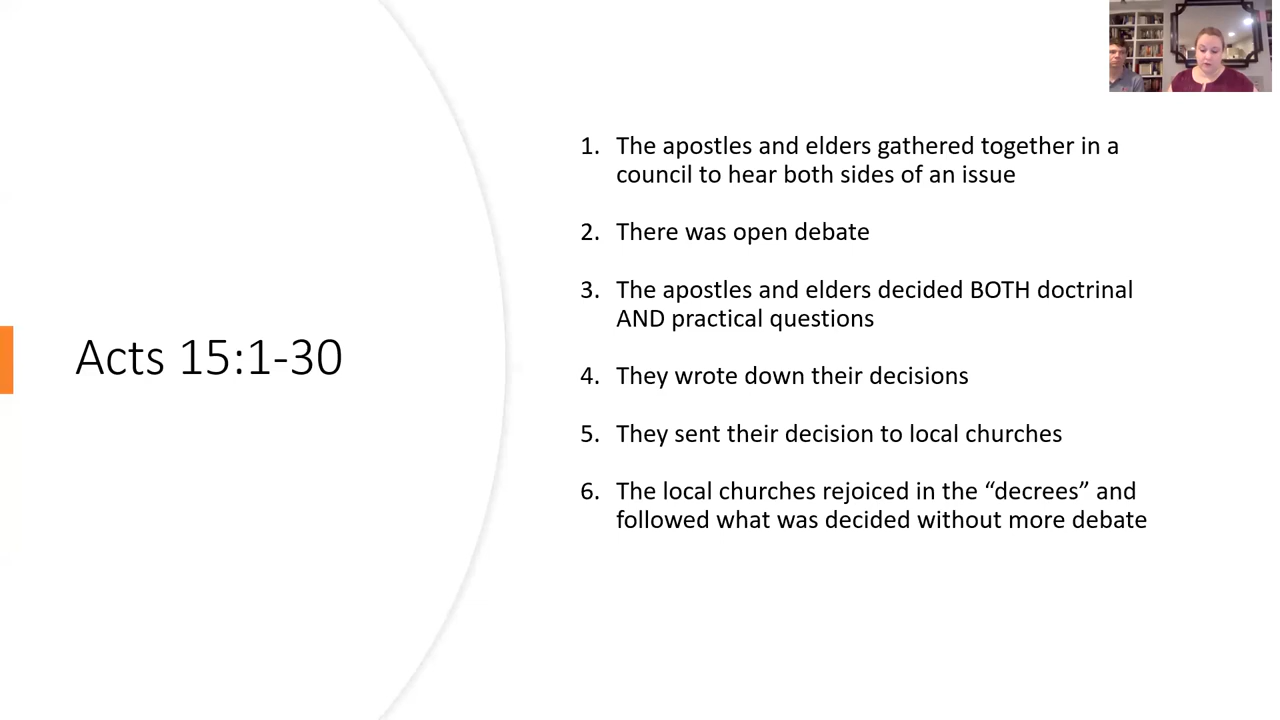 Acts 15:1-30
1. The apostles and elders gathered together in a
council to hear both sides of an issue
2. There was open debate
3. The apostles and elders decided BOTH doctrinal
AND practical questions
4. They wrote down their decisions
5. They sent their decision to local churches
6. The local churches rejoiced in the “decrees” and
followed what was decided without more debate